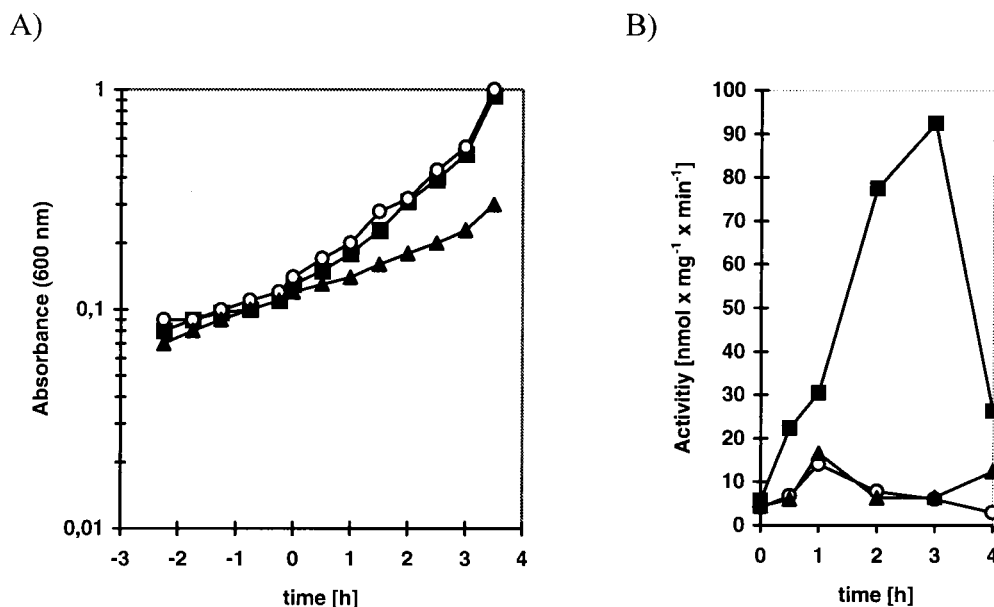 A)
B)
Absorbance (600 nm)
1
0,1
0,01
-3 -2 -1 0 1 2 3 4
time [h]
Activitiy [nmol x mg⁻¹ x min⁻¹]
100
90
80
70
60
50
40
30
20
10
0
0 1 2 3 4
time [h]